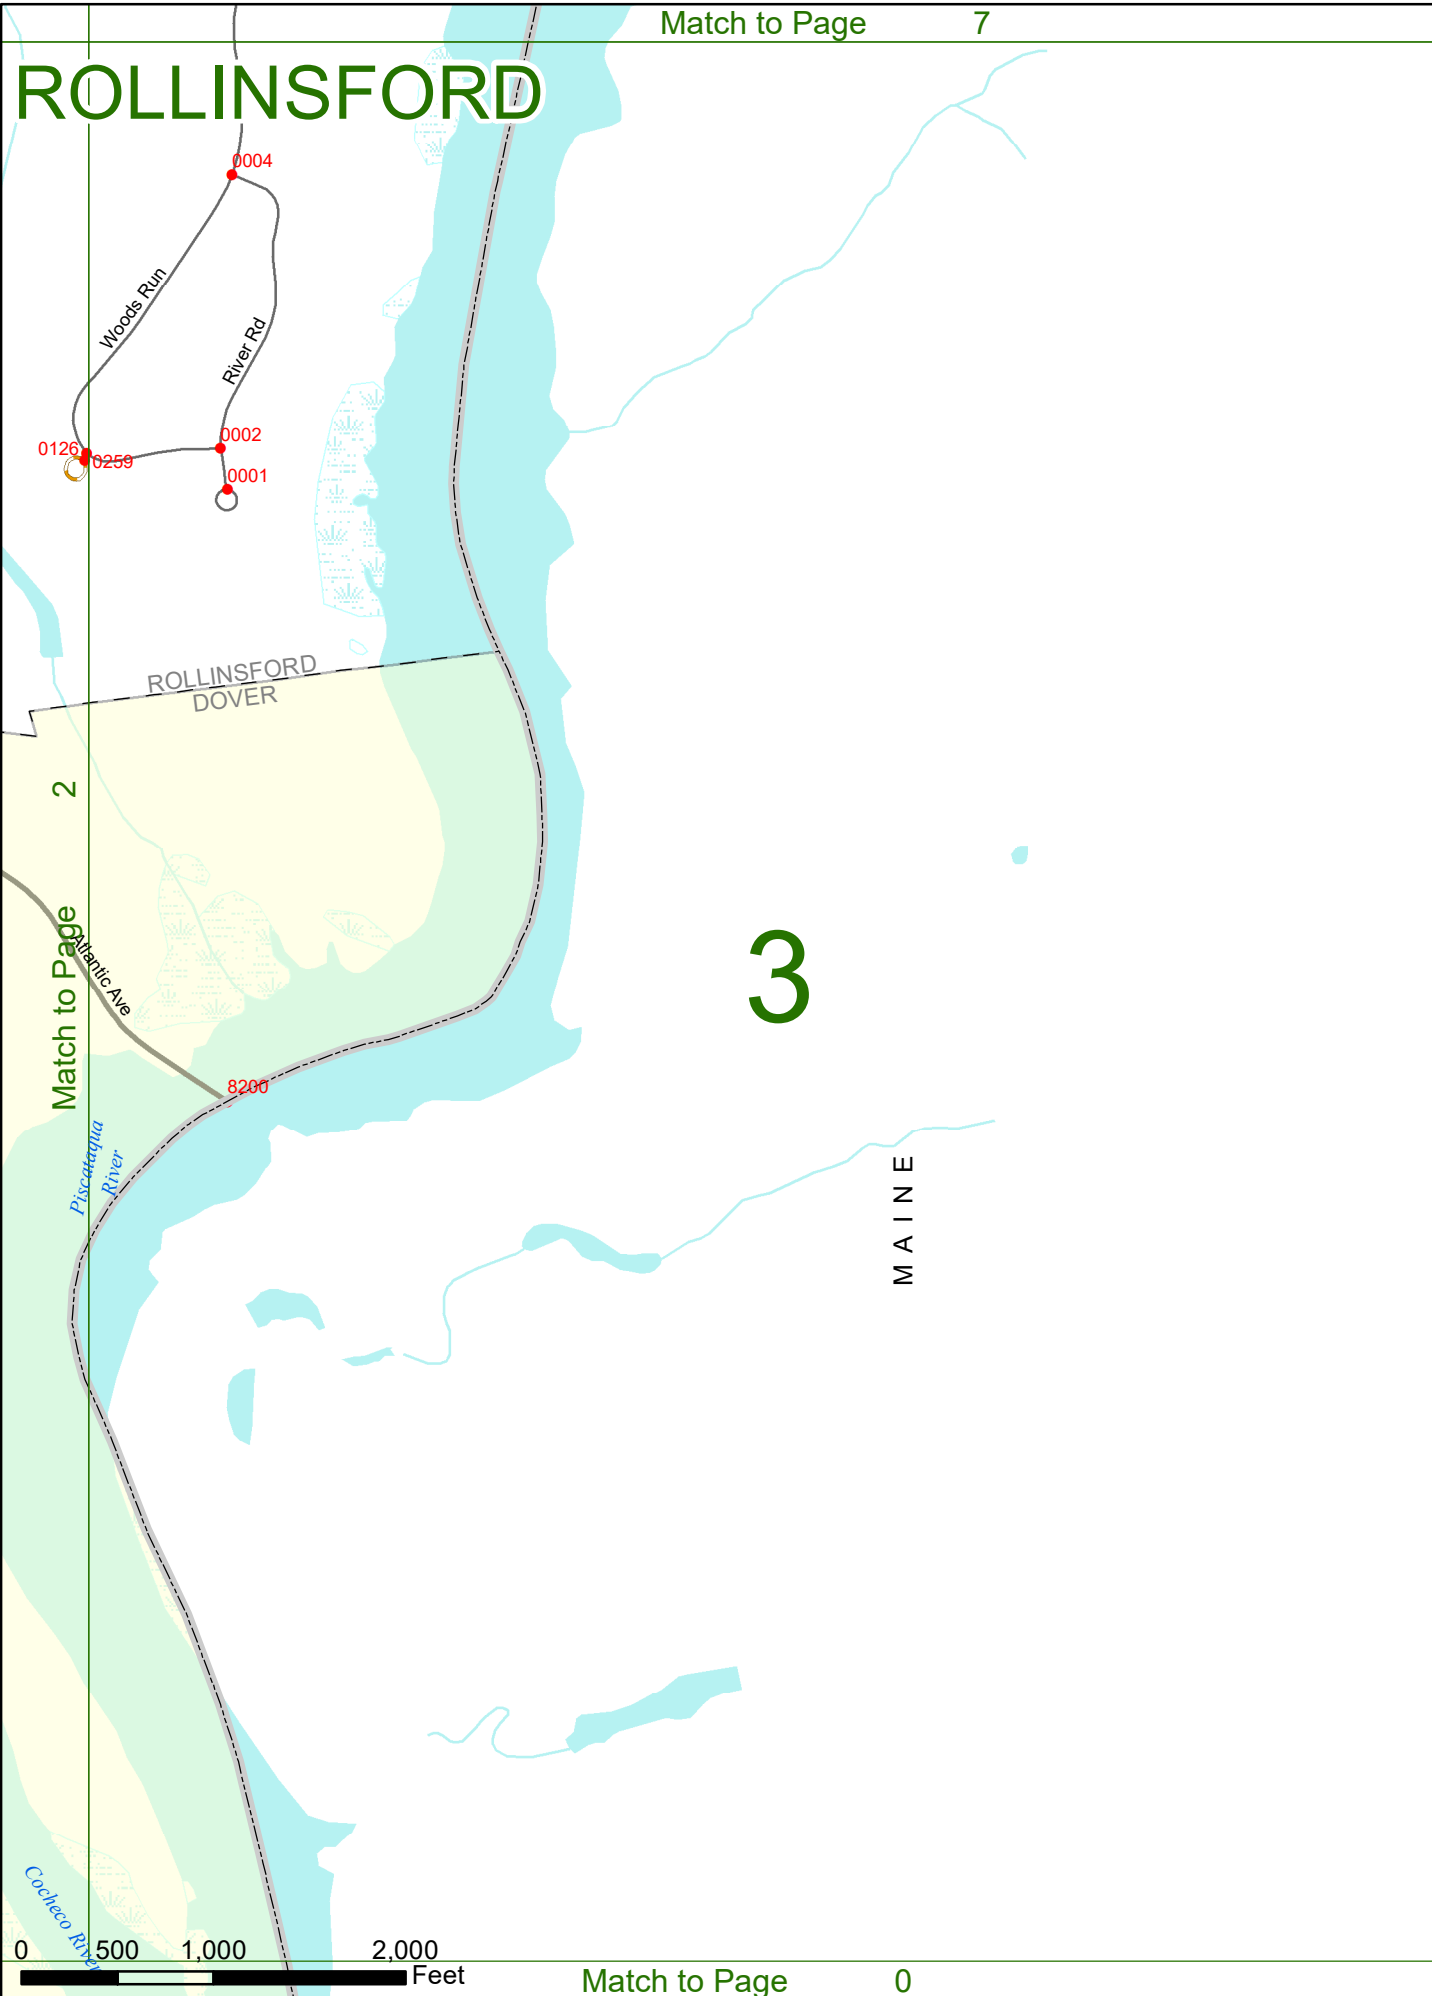 Match to Page 7
ROLLINSFORD
0004
Woods Run
River Rd
0002
0126
0259
0001
ROLLINSFORD
DOVER
Match to Page 2
Atlantic Ave
3
8200
Piscataqua
River
MAINE
Cocheco River
0 500 1,000 2,000
Feet
Match to Page 0